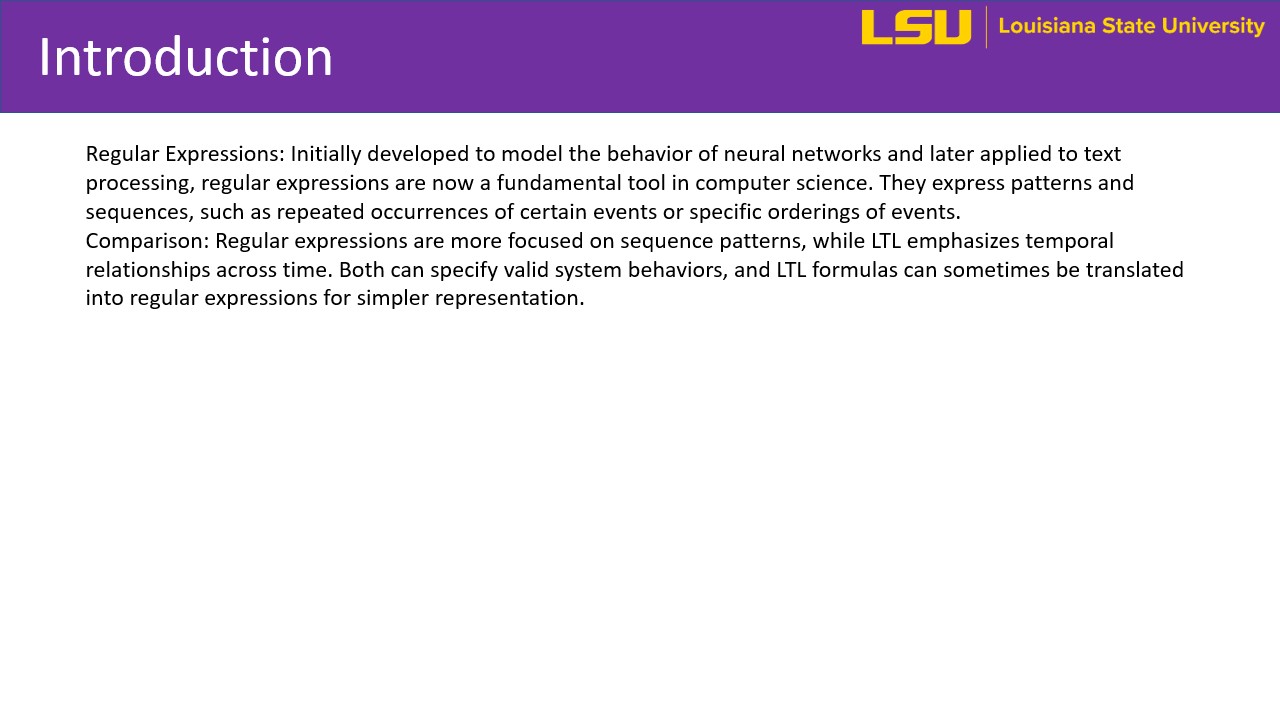 Introduction
LSU
Louisiana State University
Regular Expressions: Initially developed to model the behavior of neural networks and later applied to text
processing, regular expressions are now a fundamental tool in computer science. They express patterns and
sequences, such as repeated occurrences of certain events or specific orderings of events.
Comparison: Regular expressions are more focused on sequence patterns, while LTL emphasizes temporal
relationships across time. Both can specify valid system behaviors, and LTL formulas can sometimes be translated
into regular expressions for simpler representation.